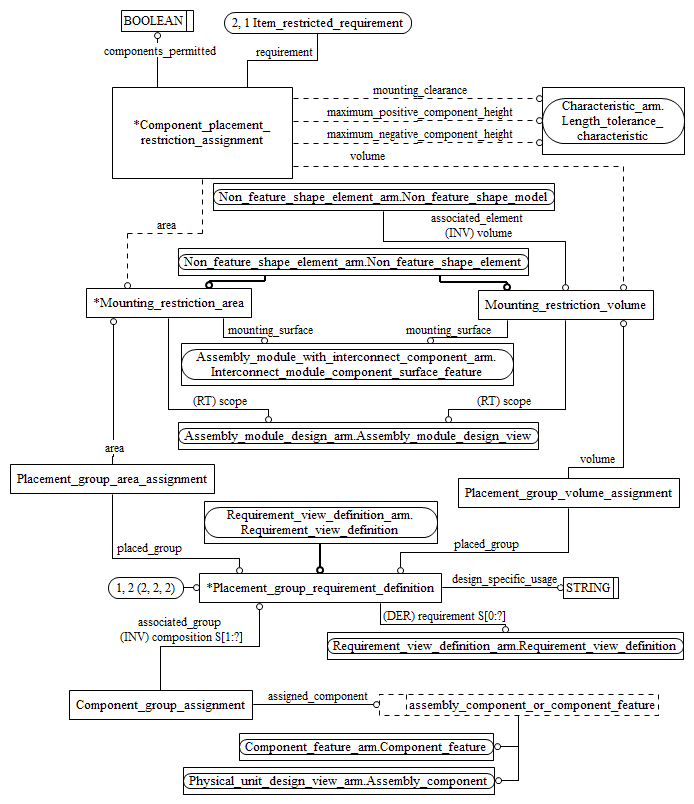 BOOLEAN
2, 1 Item_restricted_requirement
components_permitted
requirement
mounting_clearance
*Component_placement_
restriction_assignment
maximum_positive_component_height
Characteristic_arm.
Length_tolerance_
characteristic
maximum_negative_component_height
volume
Non_feature_shape_element_arm.Non_feature_shape_model
area
associated_element
(INV) volume
Non_feature_shape_element_arm.Non_feature_shape_element
*Mounting_restriction_area
Mounting_restriction_volume
mounting_surface
mounting_surface
Assembly_module_with_interconnect_component_arm.
Interconnect_module_component_surface_feature
(RT) scope
(RT) scope
Assembly_module_design_arm.Assembly_module_design_view
area
volume
Placement_group_area_assignment
Placement_group_volume_assignment
Requirement_view_definition_arm.
Requirement_view_definition
placed_group
placed_group
1, 2 (2, 2, 2)
*Placement_group_requirement_definition
design_specific_usage
STRING
associated_group
(INV) composition S[1:?]
(DER) requirement S[0:?]
Requirement_view_definition_arm.Requirement_view_definition
Component_group_assignment
assigned_component
assembly_component_or_component_feature
Component_feature_arm.Component_feature
Physical_unit_design_view_arm.Assembly_component